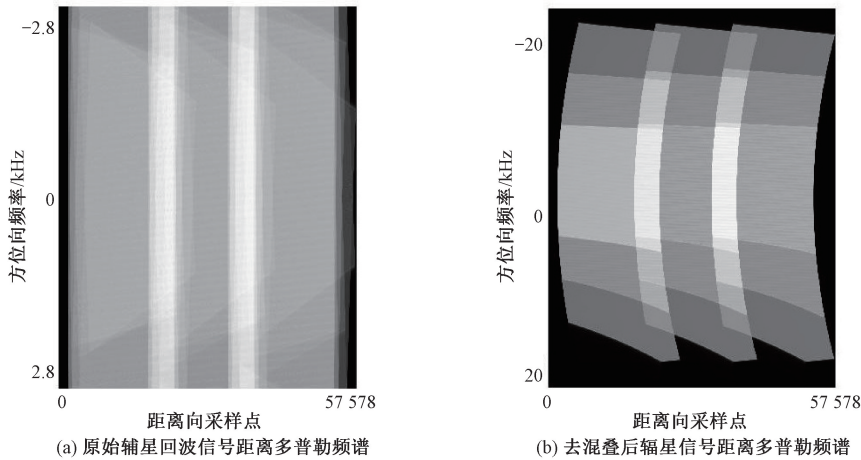 −2.8
0
2.8
方位向频率/kHz
0
57 578
距离向采样点
(a) 原始辅星回波信号距离多普勒频谱
−20
0
20
方位向频率/kHz
0
57 578
距离向采样点
(b) 去混叠后辐星信号距离多普勒频谱